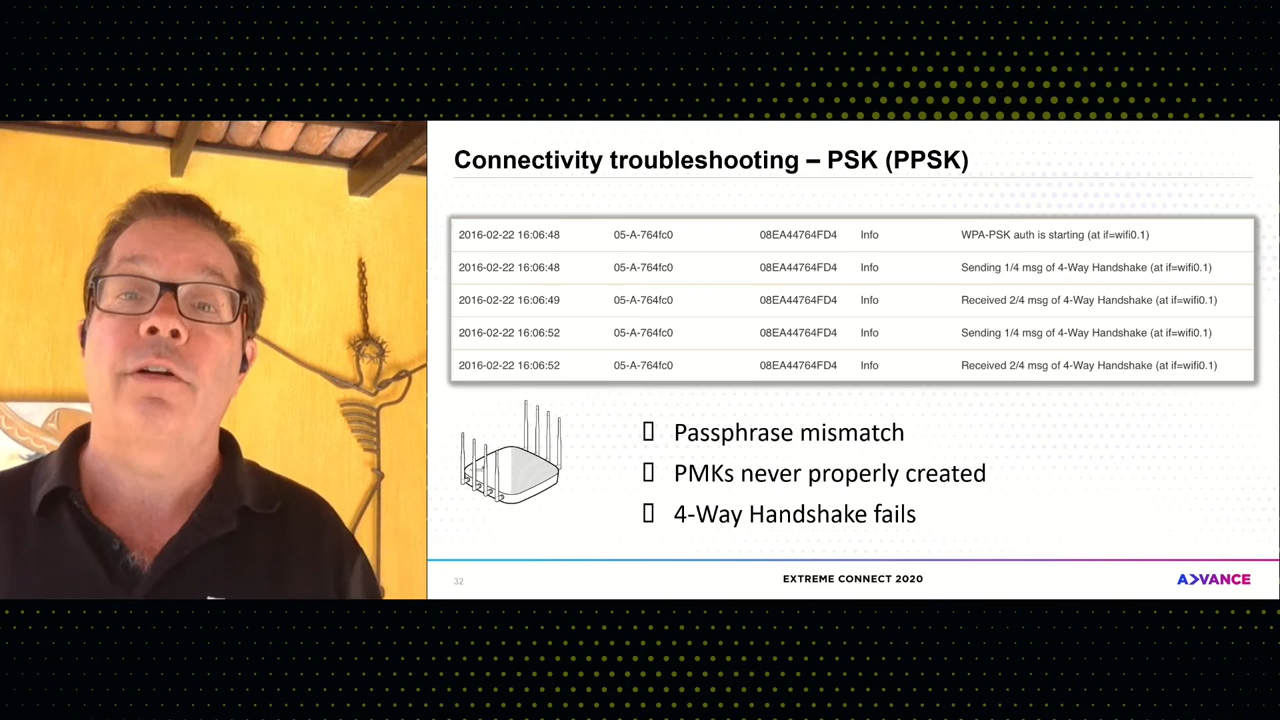 Connectivity troubleshooting – PSK (PPSK)
2016-02-22 16:06:48 05-A-764fc0 08EA44764FD4 Info WPA-PSK auth is starting (at if=wifi0.1)
2016-02-22 16:06:48 05-A-764fc0 08EA44764FD4 Info Sending 1/4 msg of 4-Way Handshake (at if=wifi0.1)
2016-02-22 16:06:49 05-A-764fc0 08EA44764FD4 Info Received 2/4 msg of 4-Way Handshake (at if=wifi0.1)
2016-02-22 16:06:52 05-A-764fc0 08EA44764FD4 Info Sending 1/4 msg of 4-Way Handshake (at if=wifi0.1)
2016-02-22 16:06:52 05-A-764fc0 08EA44764FD4 Info Received 2/4 msg of 4-Way Handshake (at if=wifi0.1)
Passphrase mismatch
PMKs never properly created
4-Way Handshake fails
32 EXTREME CONNECT 2020 ADVANCE